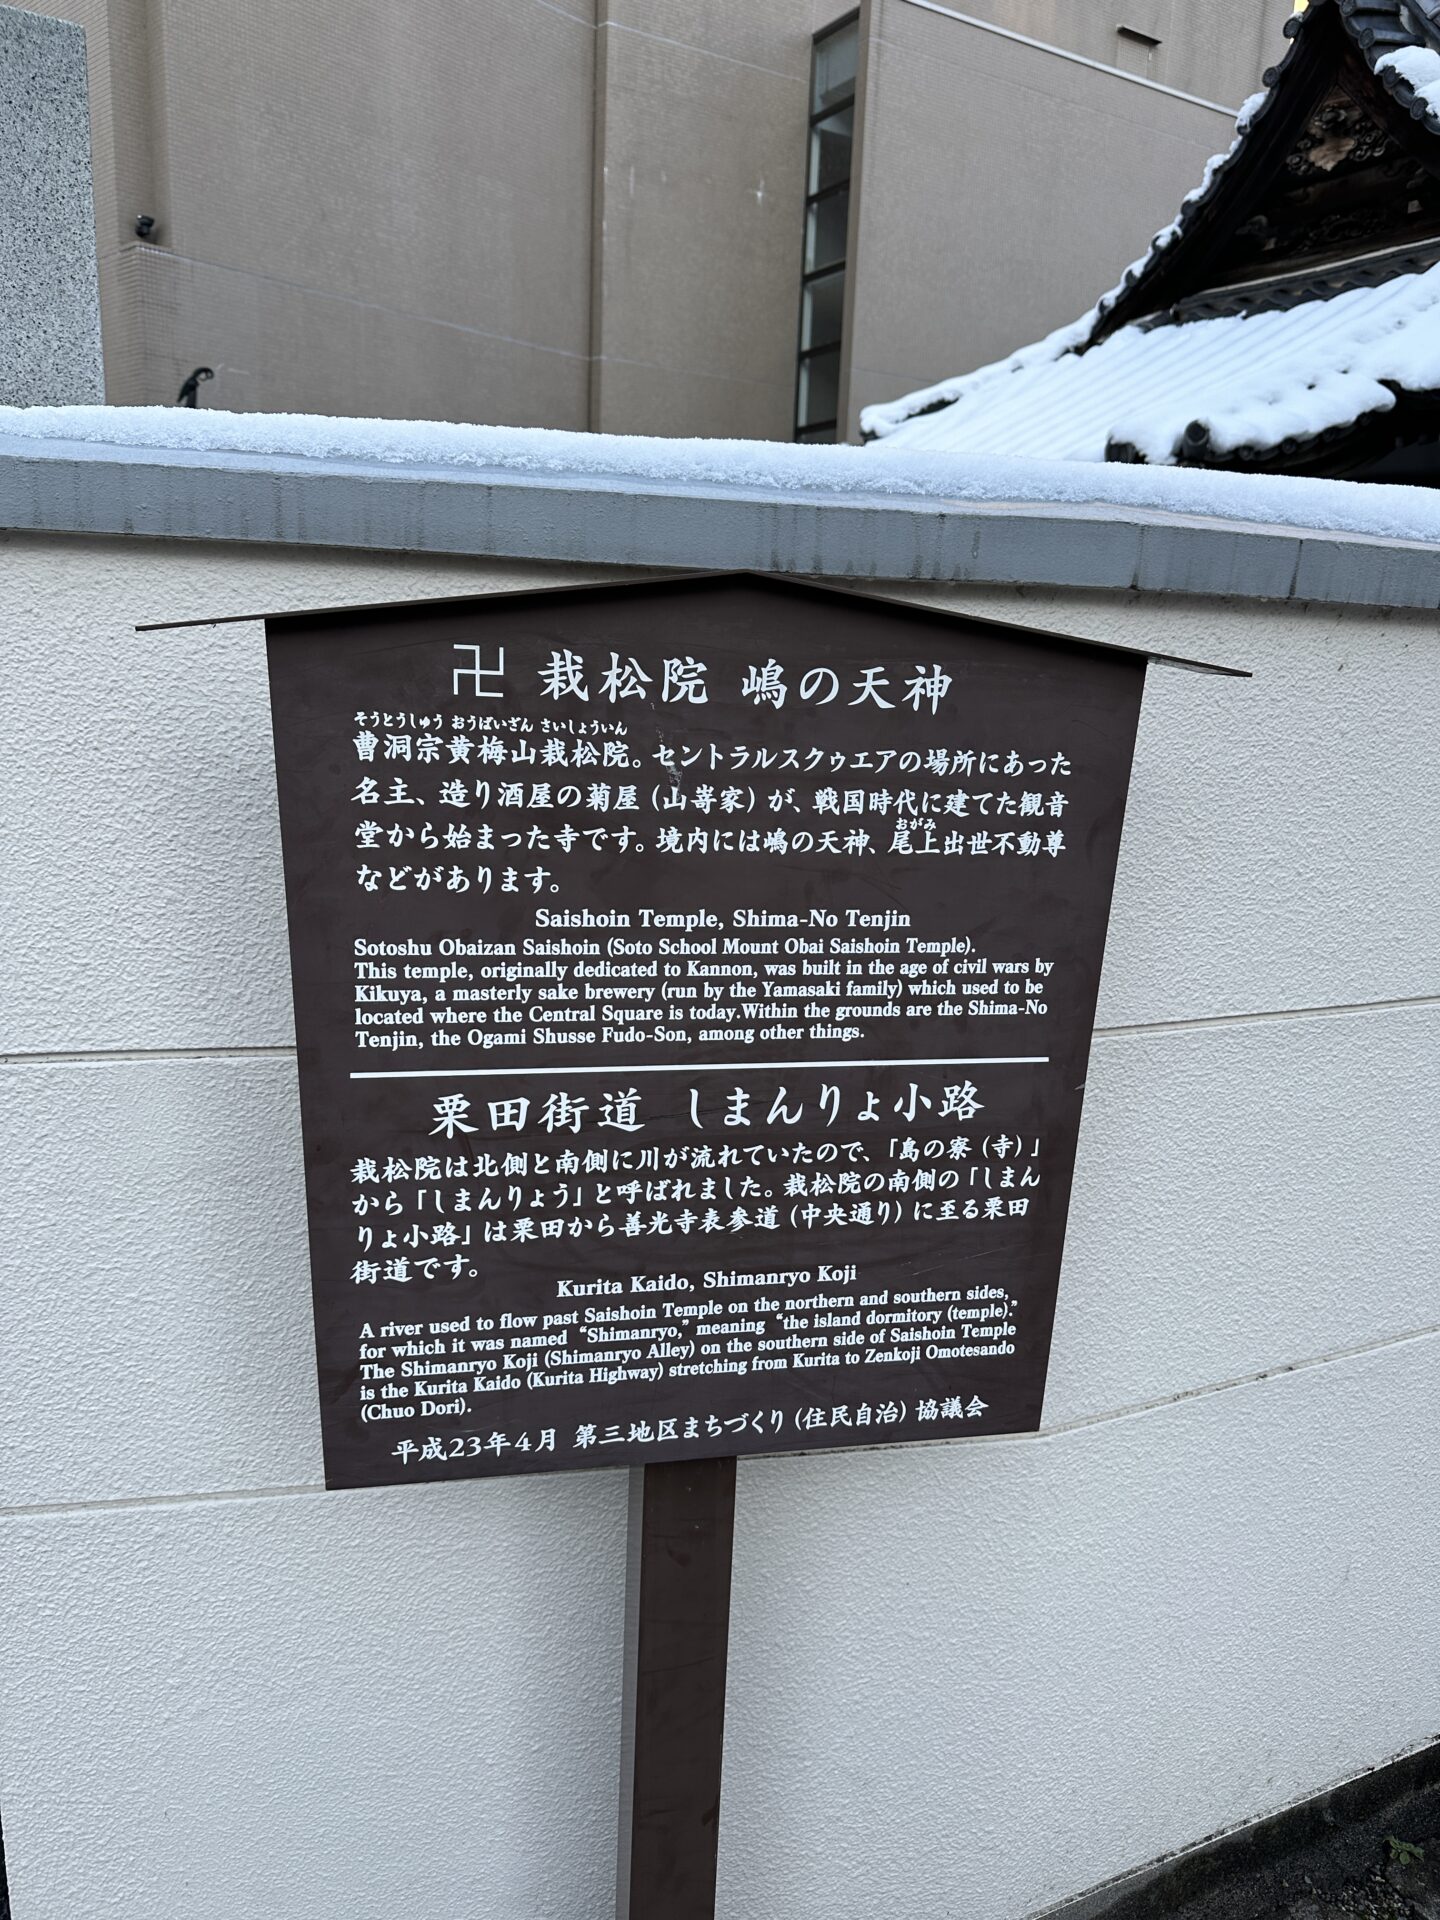 卍 栽松院 嶋の天神
そうとうしゅう おうばいざん さいしょういん
曹洞宗黄梅山栽松院。セントラルスクゥエアの場所にあった
名主、造り酒屋の菊屋（山嵜家）が、戦国時代に建てた観音
おがみ
堂から始まった寺です。境内には嶋の天神、尾上出世不動尊
などがあります。
Saishoin Temple, Shima-No Tenjin
Sotoshu Obaizan Saishoin (Soto School Mount Obai Saishoin Temple).
This temple, originally dedicated to Kannon, was built in the age of civil wars by
Kikuya, a masterly sake brewery (run by the Yamasaki family) which used to be
located where the Central Square is today.Within the grounds are the Shima-No
Tenjin, the Ogami Shusse Fudo-Son, among other things.
栗田街道 しまんりょ小路
栽松院は北側と南側に川が流れていたので、「島の寮（寺）」
から「しまんりょう」と呼ばれました。栽松院の南側の「しまん
りょ小路」は栗田から善光寺表参道（中央通り）に至る栗田
街道です。
Kurita Kaido, Shimanryo Koji
A river used to flow past Saishoin Temple on the northern and southern sides,
for which it was named “Shimanryo,” meaning “the island dormitory (temple).”
The Shimanryo Koji (Shimanryo Alley) on the southern side of Saishoin Temple
is the Kurita Kaido (Kurita Highway) stretching from Kurita to Zenkoji Omotesando
(Chuo Dori).
平成23年4月 第三地区まちづくり（住民自治）協議会